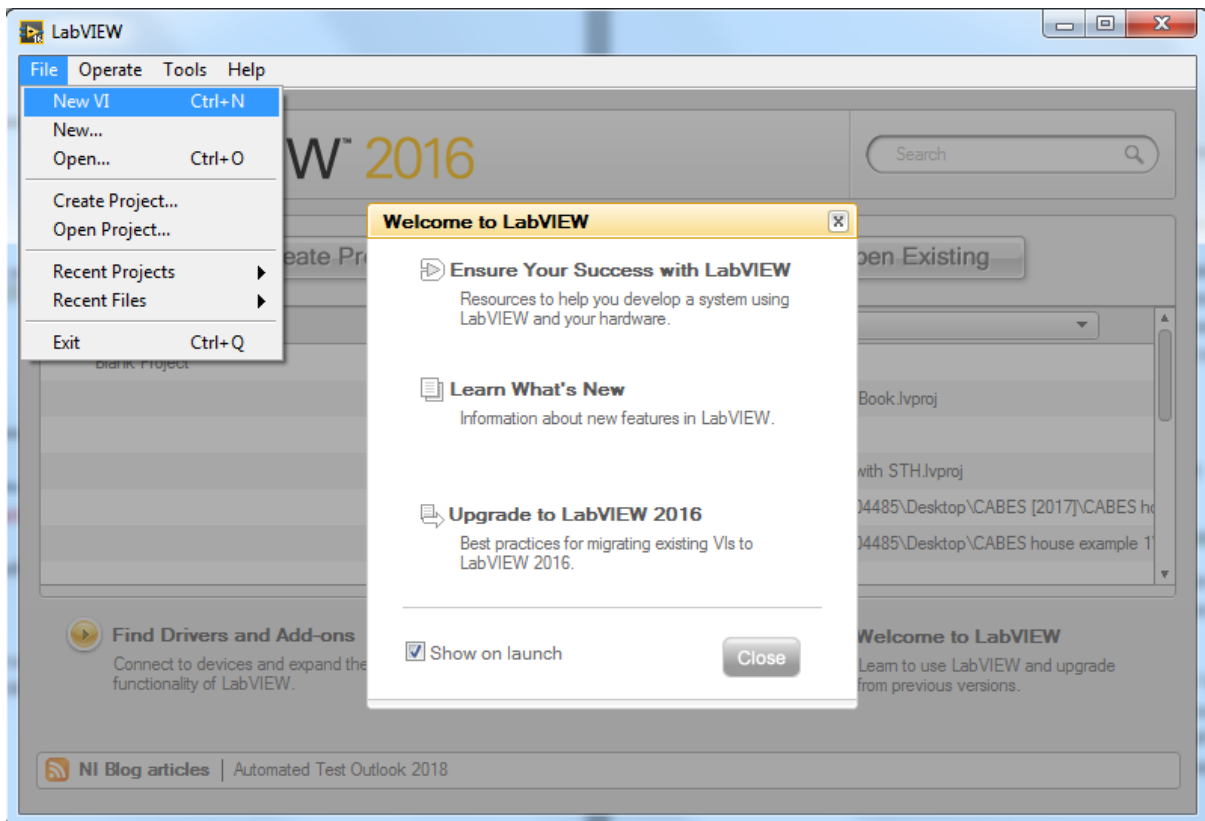 LabVIEW
File Operate Tools Help
New VI Ctrl+N
New...
Open... Ctrl+O
Create Project...
Open Project...
Recent Projects
Recent Files
Exit Ctrl+Q
W™ 2016
Search
eate Pr
pen Existing
Blank Project
Book.lvproj
with STH.lvproj
04485\Desktop\CABES [2017]\CABES ho
04485\Desktop\CABES house example 1
Welcome to LabVIEW
Ensure Your Success with LabVIEW
Resources to help you develop a system using
LabVIEW and your hardware.
Learn What's New
Information about new features in LabVIEW.
Upgrade to LabVIEW 2016
Best practices for migrating existing VIs to
LabVIEW 2016.
Show on launch
Close
Find Drivers and Add-ons
Connect to devices and expand the
functionality of LabVIEW.
Welcome to LabVIEW
Learn to use LabVIEW and upgrade
from previous versions.
NI Blog articles | Automated Test Outlook 2018